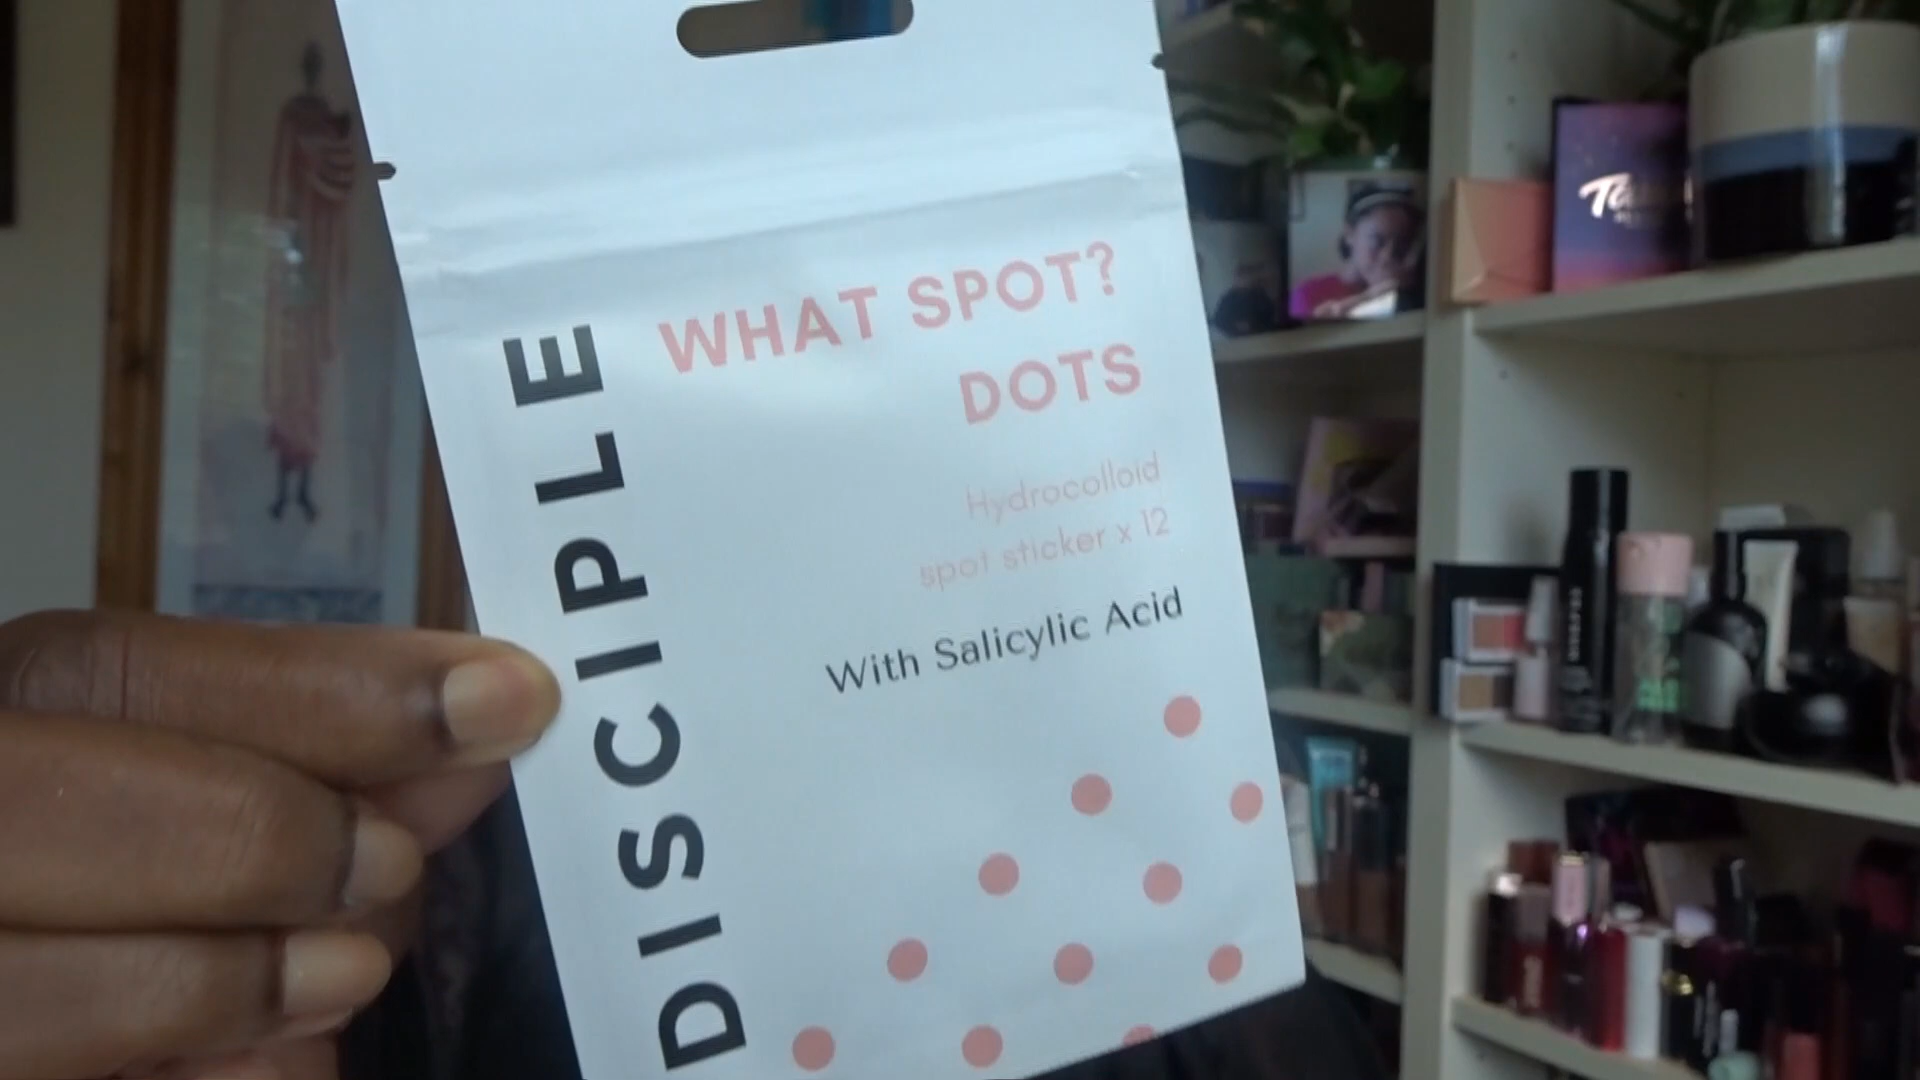 DISCIPLE
WHAT SPOT?
DOTS
Hydrocolloid
spot sticker x 12
With Salicylic Acid